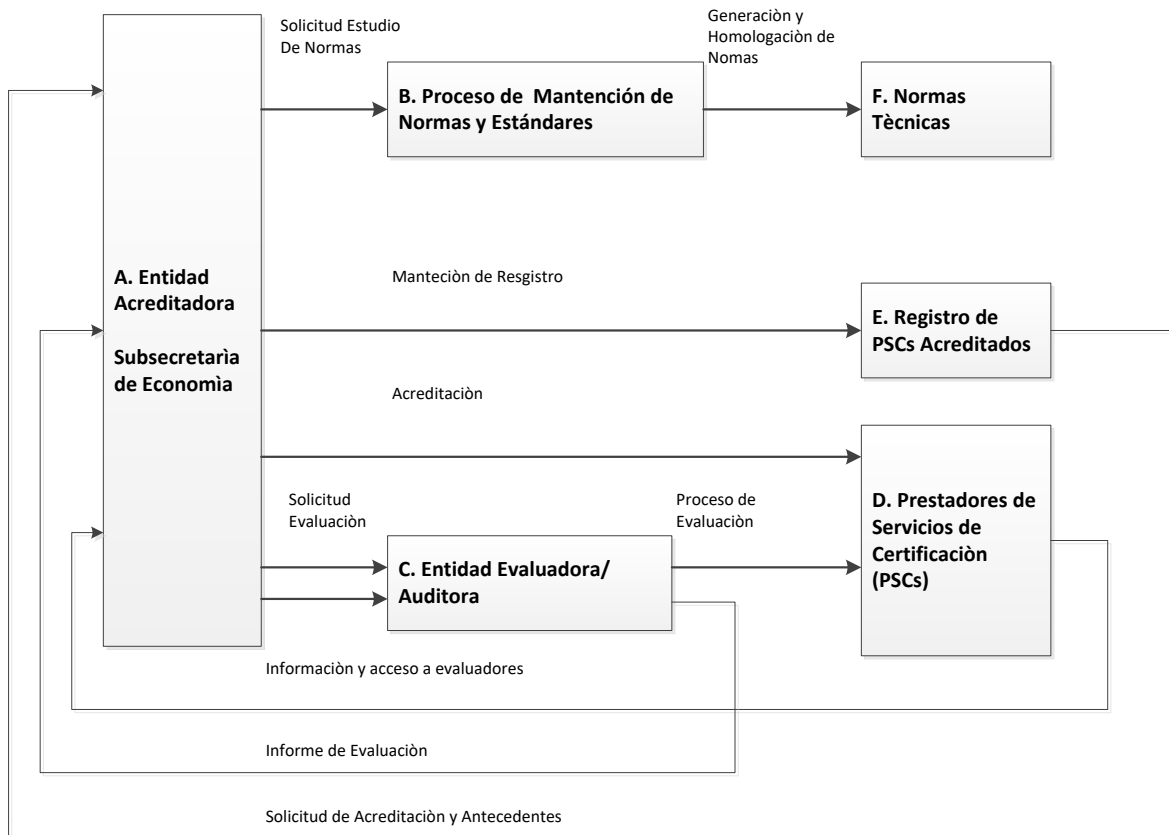 Solicitud Estudio
De Normas
Generaciòn y
Homologaciòn de
Nomas
B. Proceso de Mantención de
Normas y Estándares
F. Normas
Tècnicas
A. Entidad
Acreditadora
Subsecretarìa
de Economìa
Manteciòn de Resgistro
E. Registro de
PSCs Acreditados
Acreditaciòn
Solicitud
Evaluaciòn
Proceso de
Evaluaciòn
D. Prestadores de
Servicios de
Certificaciòn
(PSCs)
C. Entidad Evaluadora/
Auditora
Informaciòn y acceso a evaluadores
Informe de Evaluaciòn
Solicitud de Acreditaciòn y Antecedentes